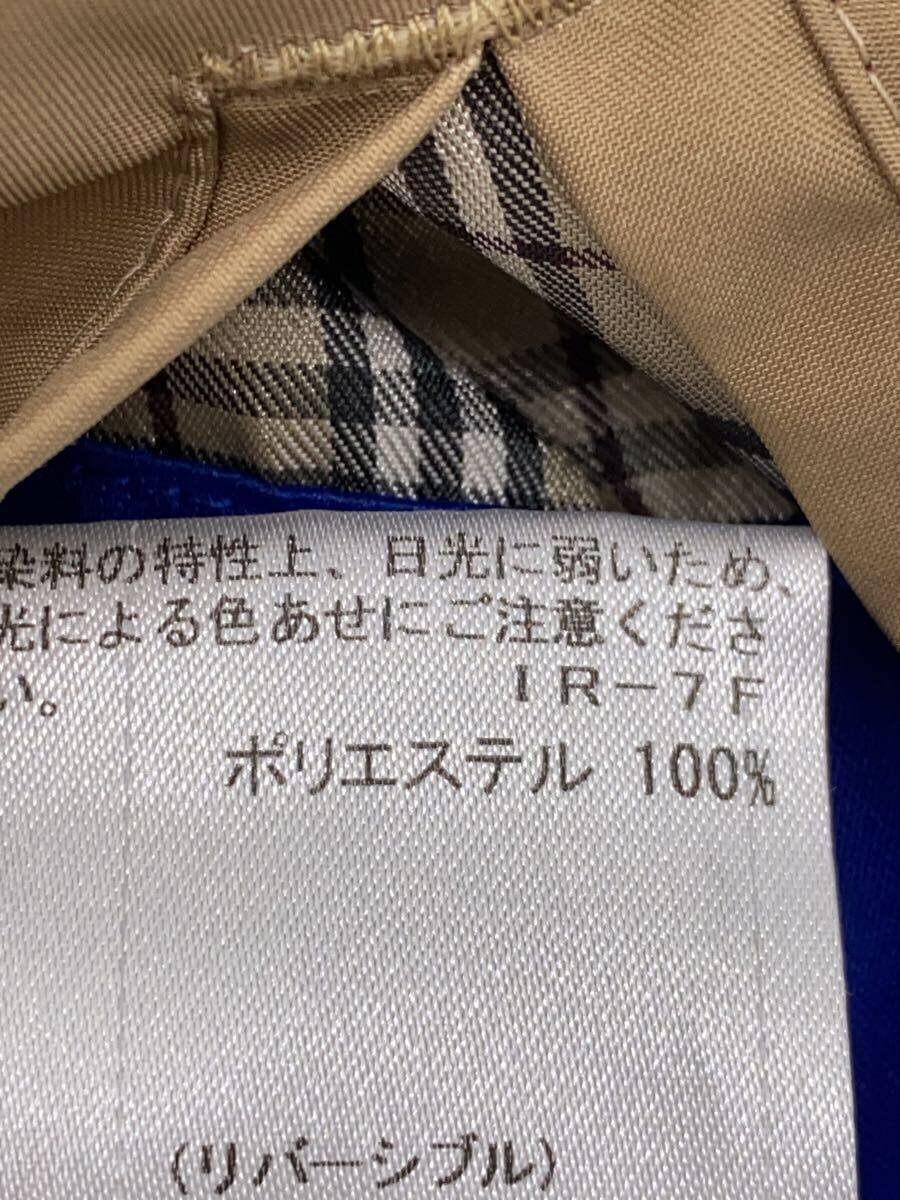 染料の特性上、日光に弱いため、
光による色あせにご注意くださ
い。 IR-7F
ポリエステル 100%
(リバーシブル)